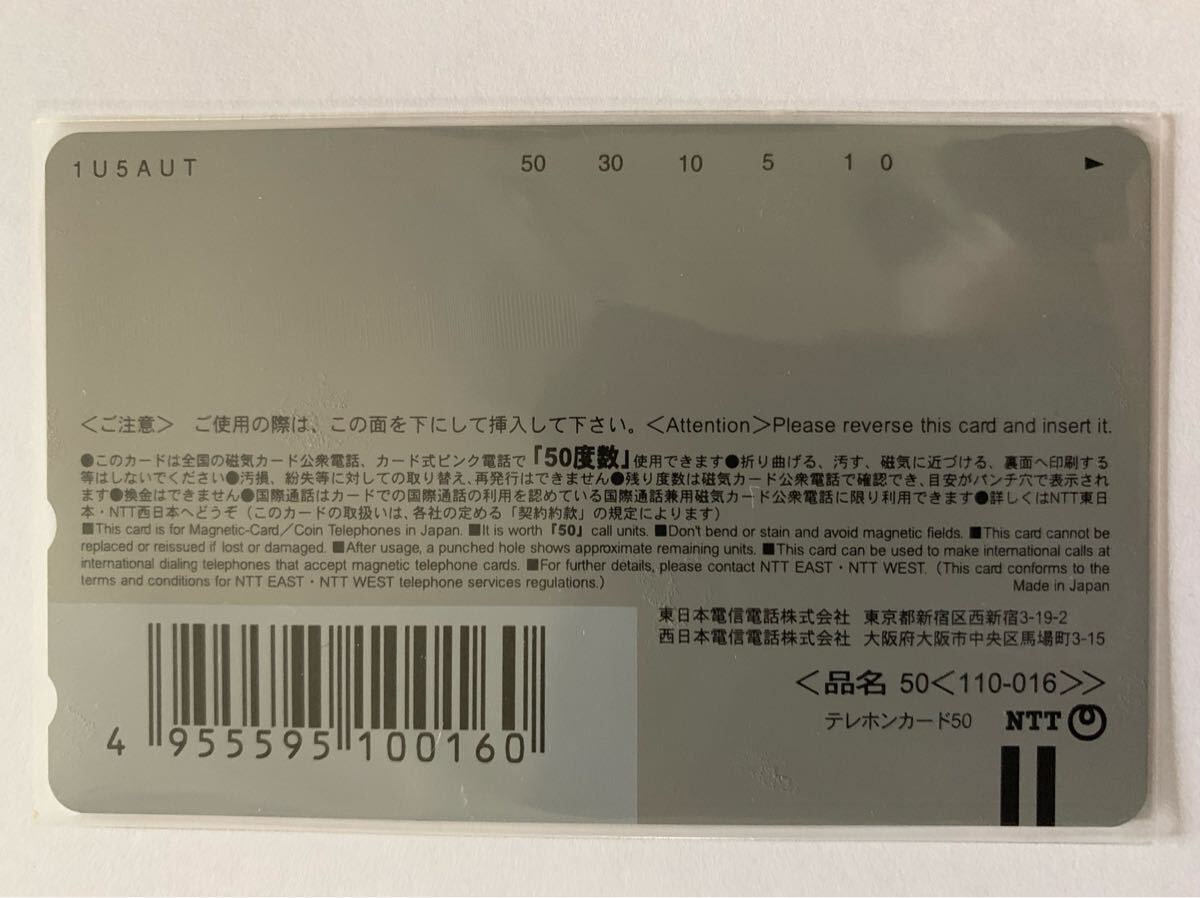 1U5AUT 50 30 10 5 1 0 ►
＜ご注意＞ ご使用の際は、この面を下にして挿入して下さい。＜Attention＞Please reverse this card and insert it.
●このカードは全国の磁気カード公衆電話、カード式ピンク電話で『50度数』使用できます●折り曲げる、汚す、磁気に近づける、裏面へ印刷する
等はしないでください●汚損、紛失等に対しての取り替え、再発行はできません●残り度数は磁気カード公衆電話で確認でき、目安がパンチ穴で表示され
ます●換金はできません●国際通話はカードでの国際通話の利用を認めている国際通話兼用磁気カード公衆電話に限り利用できます●詳しくはNTT東日
本・NTT西日本へどうぞ（このカードの取扱いは、各社の定める「契約約款」の規定によります）
■This card is for Magnetic-Card／Coin Telephones in Japan. ■It is worth『50』call units. ■Don't bend or stain and avoid magnetic fields. ■This card cannot be
replaced or reissued if lost or damaged. ■After usage, a punched hole shows approximate remaining units. ■This card can be used to make international calls at
international dialing telephones that accept magnetic telephone cards. ■For further details, please contact NTT EAST・NTT WEST.（This card conforms to the
terms and conditions for NTT EAST・NTT WEST telephone services regulations.）
Made in Japan
東日本電信電話株式会社 東京都新宿区西新宿3-19-2
西日本電信電話株式会社 大阪府大阪市中央区馬場町3-15
＜品名 50＜110-016＞＞
テレホンカード50 NTT
4 955595 100160